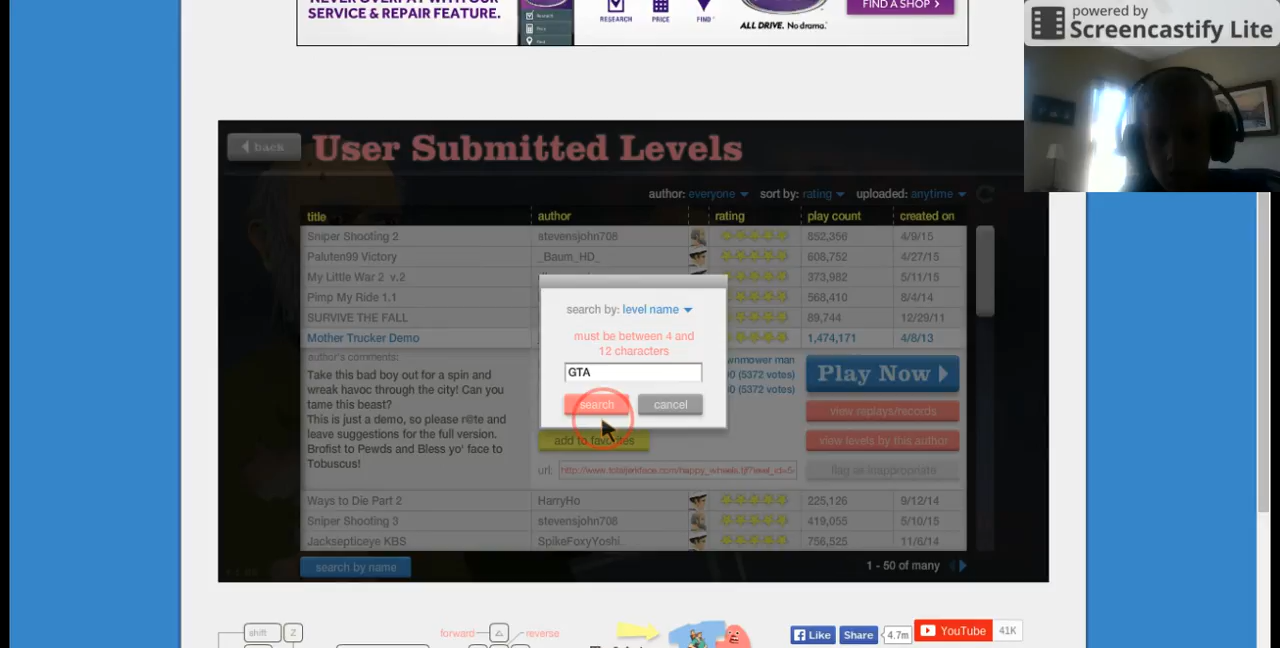 NEVER OVERPAY WITH OUR
SERVICE & REPAIR FEATURE.
RESEARCH
PRICE
FIND
ALL DRIVE. No drama.
FIND A SHOP >
powered by
Screencastify Lite
back
User Submitted Levels
author: everyone
sort by: rating
uploaded: anytime
title author rating play count created on
Sniper Shooting 2 stevensjohn708 852,356 4/9/15
Paluten99 Victory _Baum_HD_ 608,752 4/27/15
My Little War 2 v.2 373,982 5/11/15
Pimp My Ride 1.1 568,410 8/4/14
SURVIVE THE FALL 89,744 12/29/11
Mother Trucker Demo 1,474,171 4/8/13
author's comments:
Take this bad boy out for a spin and
wreak havoc through the city! Can you
tame this beast?
This is just a demo, so please r@te and
leave suggestions for the full version.
Brofist to Pewds and Bless yo' face to
Tobuscus!
(5372 votes)
(5372 votes)
search by: level name
must be between 4 and
12 characters
GTA
search
cancel
add to favorites
url:
Play Now
view replays/records
view levels by this author
flag as inappropriate
Ways to Die Part 2 HarryHo 225,126 9/12/14
Sniper Shooting 3 stevensjohn708 419,055 5/10/15
Jacksepticeye KBS SpikeFoxyYoshi.. 756,525 11/6/14
search by name
1 - 50 of many
shift Z
forward
reverse
Like
Share
4.7m
YouTube
41K